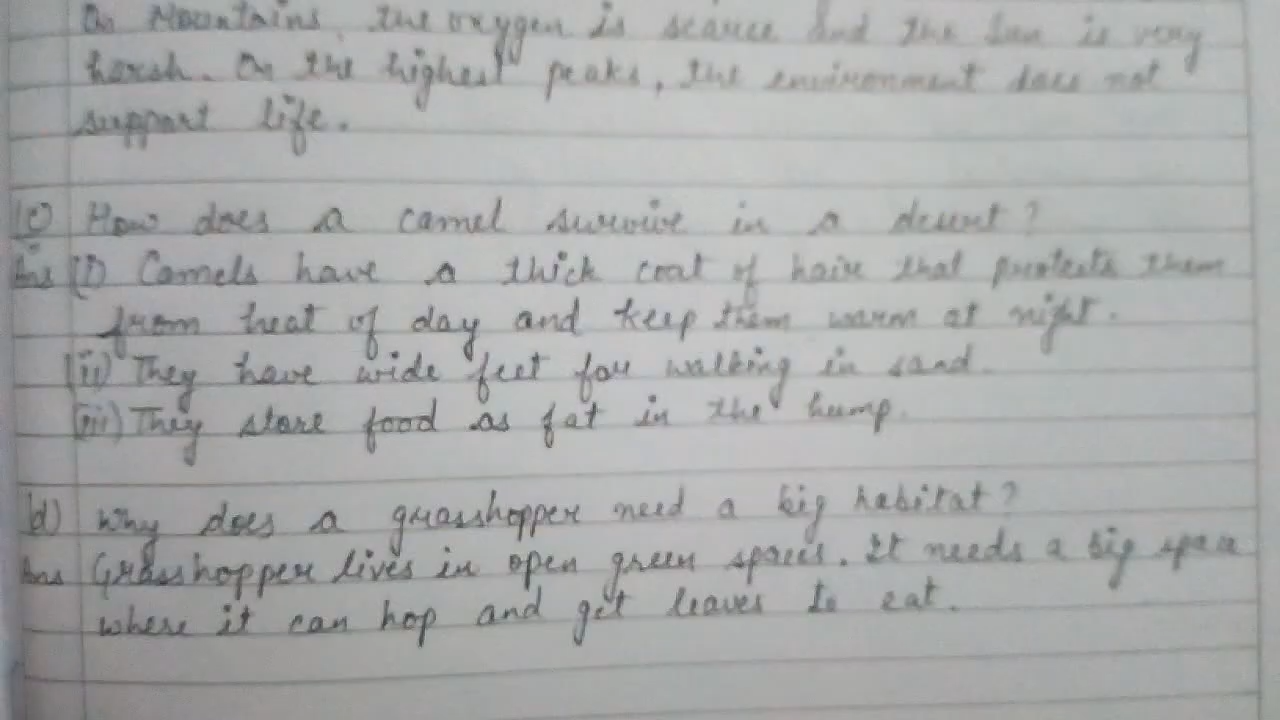 On Mountains, the oxygen is scarce and the sun is very
harsh. On the highest peaks, the environment does not
support life.
(c) How does a camel survive in a desert?
Ans (i) Camels have a thick coat of hair that protects them
from heat of day and keep them warm at night.
(ii) They have wide feet for walking in sand.
(iii) They store food as fat in the hump.
d) Why does a grasshopper need a big habitat?
Ans Grasshopper lives in open green spaces. It needs a big space
where it can hop and get leaves to eat.